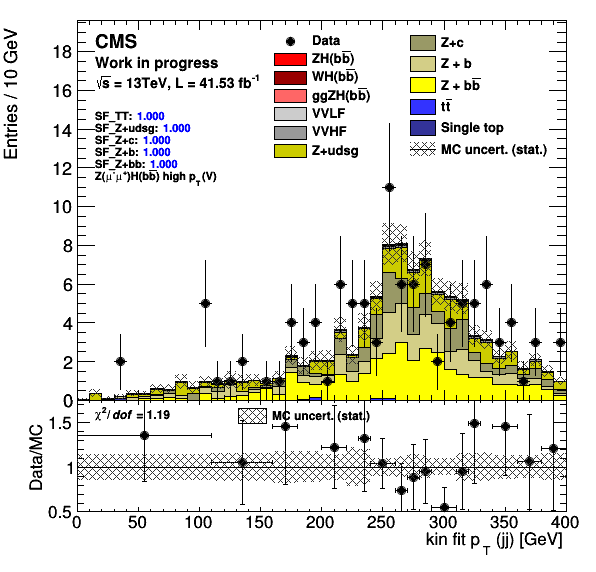 Entries / 10 GeV
18
16
14
12
10
8
6
4
2
0
CMS
Work in progress
√s = 13TeV, L = 41.53 fb⁻¹
SF_TT: 1.000
SF_Z+udsg: 1.000
SF_Z+c: 1.000
SF_Z+b: 1.000
SF_Z+bb: 1.000
Z(μ⁻μ⁺)H(bb̅) high p_T(V)
Data
ZH(bb̅)
WH(bb̅)
ggZH(bb̅)
VVLF
VVHF
Z+udsg
Z+c
Z + b
Z + bb̅
tt̅
Single top
MC uncert. (stat.)
Data/MC
1.5
1
0.5
χ²/dof = 1.19
MC uncert. (stat.)
0 50 100 150 200 250 300 350 400
kin fit p_T (jj) [GeV]